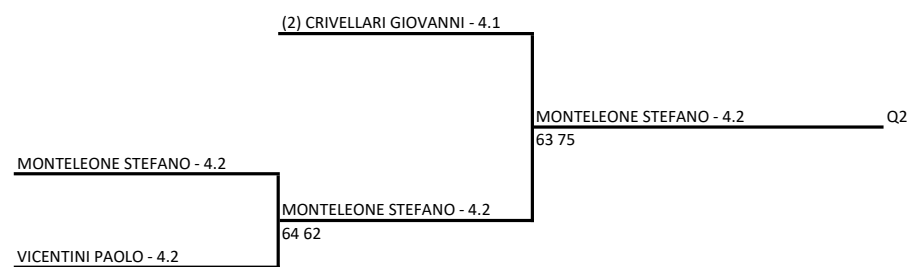 (2) CRIVELLARI GIOVANNI - 4.1
MONTELEONE STEFANO - 4.2 Q2
63 75
MONTELEONE STEFANO - 4.2
MONTELEONE STEFANO - 4.2
64 62
VICENTINI PAOLO - 4.2